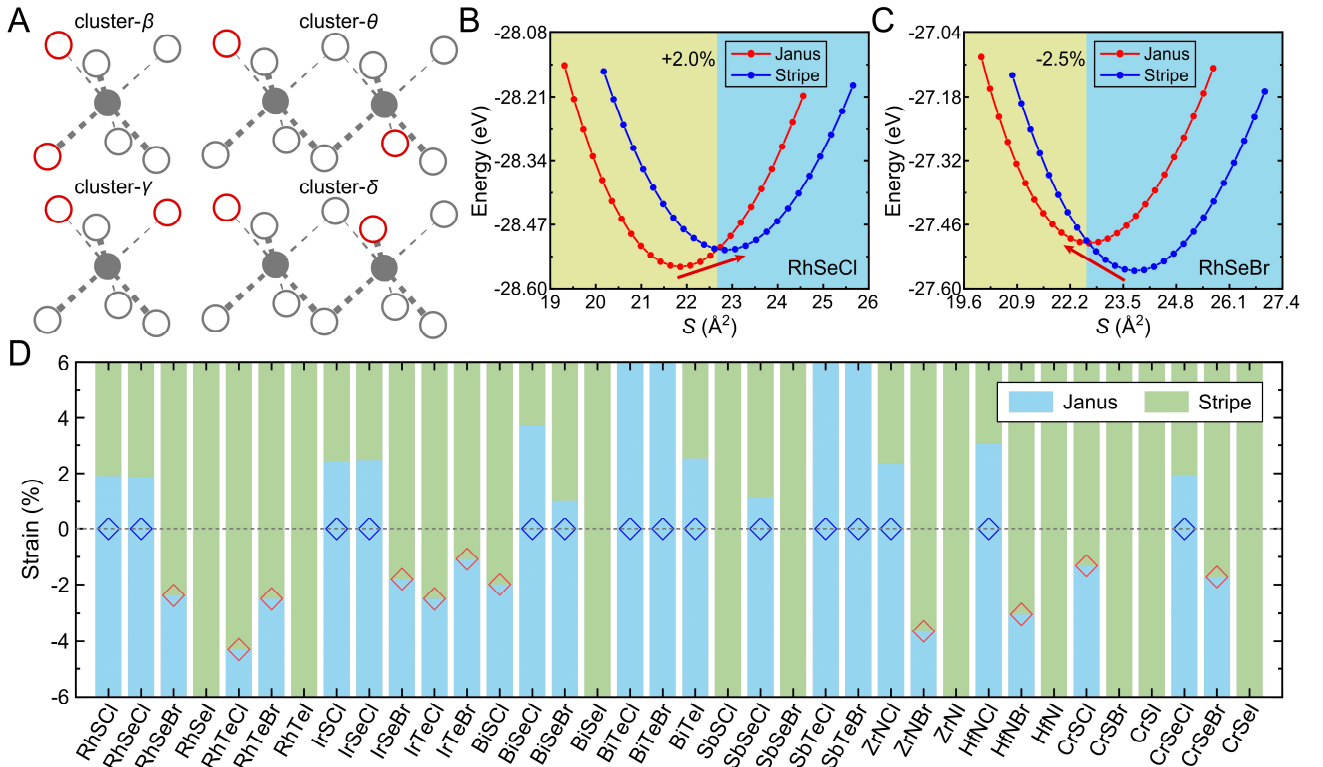 A
cluster-β
cluster-θ
cluster-γ
cluster-δ
B
-28.08
-28.21
-28.34
-28.47
-28.60
Energy (eV)
+2.0%
Janus
Stripe
RhSeCl
19 20 21 22 23 24 25 26
S (Å²)
C
-27.04
-27.18
-27.32
-27.46
-27.60
Energy (eV)
-2.5%
Janus
Stripe
RhSeBr
19.6 20.9 22.2 23.5 24.8 26.1 27.4
S (Å²)
D
6
4
2
0
-2
-4
-6
Strain (%)
Janus Stripe
RhSCl
RhSeCl
RhSeBr
RhSeI
RhTeCl
RhTeBr
RhTeI
IrSCl
IrSeCl
IrSeBr
IrTeCl
IrTeBr
BiSCl
BiSeCl
BiSeBr
BiSeI
BiTeCl
BiTeBr
BiTeI
SbSCl
SbSeCl
SbSeBr
SbTeCl
SbTeBr
ZrNCl
ZrNBr
ZrNI
HfNCl
HfNBr
HfNI
CrSCl
CrSBr
CrSI
CrSeCl
CrSeBr
CrSeI